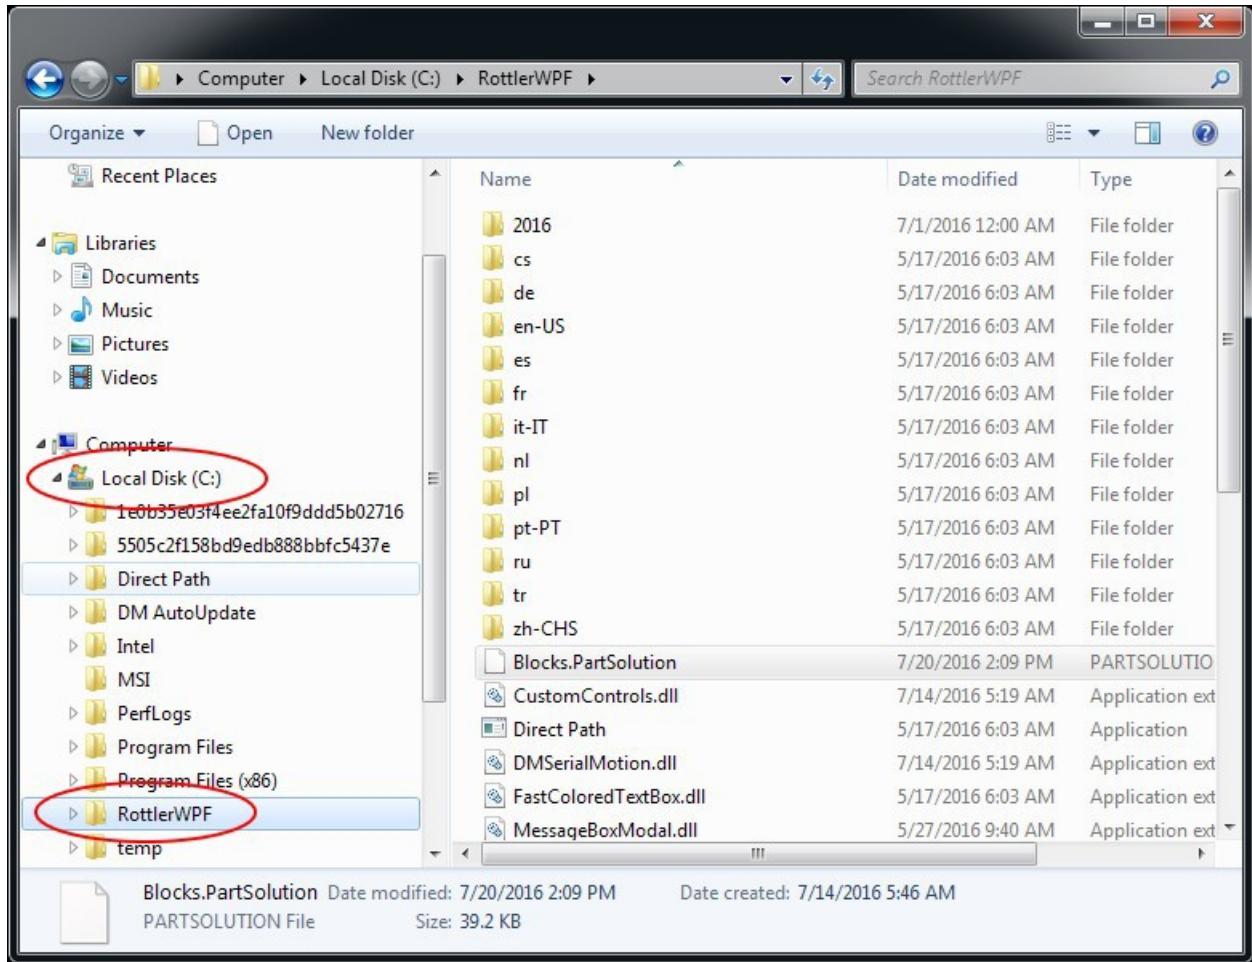 Computer Local Disk (C:) RottlerWPF
Search RottlerWPF
Organize Open New folder
Recent Places
Libraries
Documents
Music
Pictures
Videos
Computer
Local Disk (C:)
1e0b35e03f4ee2fa10f9ddd5b02716
5505c2f158bd9edb888bbfc5437e
Direct Path
DM AutoUpdate
Intel
MSI
PerfLogs
Program Files
Program Files (x86)
RottlerWPF
temp
Name Date modified Type
2016 7/1/2016 12:00 AM File folder
cs 5/17/2016 6:03 AM File folder
de 5/17/2016 6:03 AM File folder
en-US 5/17/2016 6:03 AM File folder
es 5/17/2016 6:03 AM File folder
fr 5/17/2016 6:03 AM File folder
it-IT 5/17/2016 6:03 AM File folder
nl 5/17/2016 6:03 AM File folder
pl 5/17/2016 6:03 AM File folder
pt-PT 5/17/2016 6:03 AM File folder
ru 5/17/2016 6:03 AM File folder
tr 5/17/2016 6:03 AM File folder
zh-CHS 5/17/2016 6:03 AM File folder
Blocks.PartSolution 7/20/2016 2:09 PM PARTSOLUTIO
CustomControls.dll 7/14/2016 5:19 AM Application ext
Direct Path 5/17/2016 6:03 AM Application
DMSerialMotion.dll 7/14/2016 5:19 AM Application ext
FastColoredTextBox.dll 5/17/2016 6:03 AM Application ext
MessageBoxModal.dll 5/27/2016 9:40 AM Application ext
Blocks.PartSolution Date modified: 7/20/2016 2:09 PM Date created: 7/14/2016 5:46 AM
PARTSOLUTION File Size: 39.2 KB